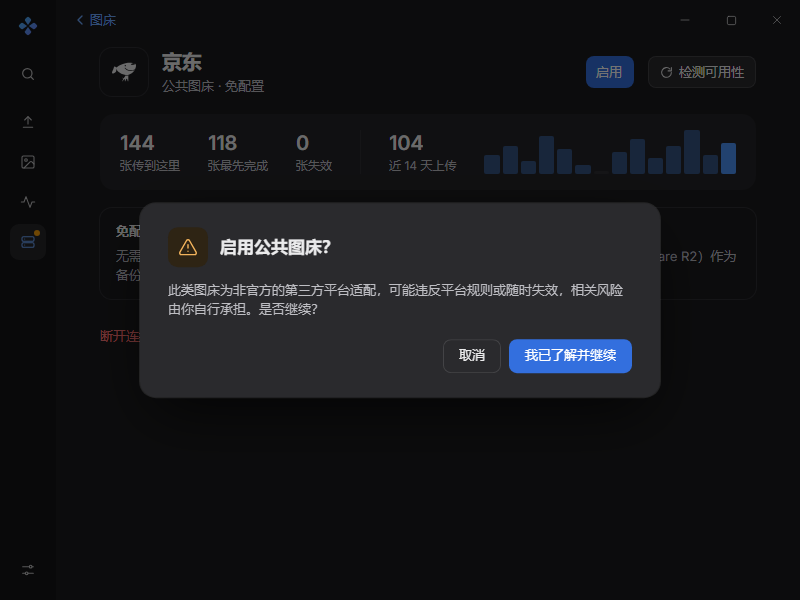 图床
京东
公共图床 · 免配置
启用
检测可用性
144
张传到这里
118
张最先完成
0
张失效
104
近 14 天上传
免配
无需
are R2）作为
备份
断开连
启用公共图床?
此类图床为非官方的第三方平台适配，可能违反平台规则或随时失效，相关风险
由你自行承担。是否继续?
取消
我已了解并继续